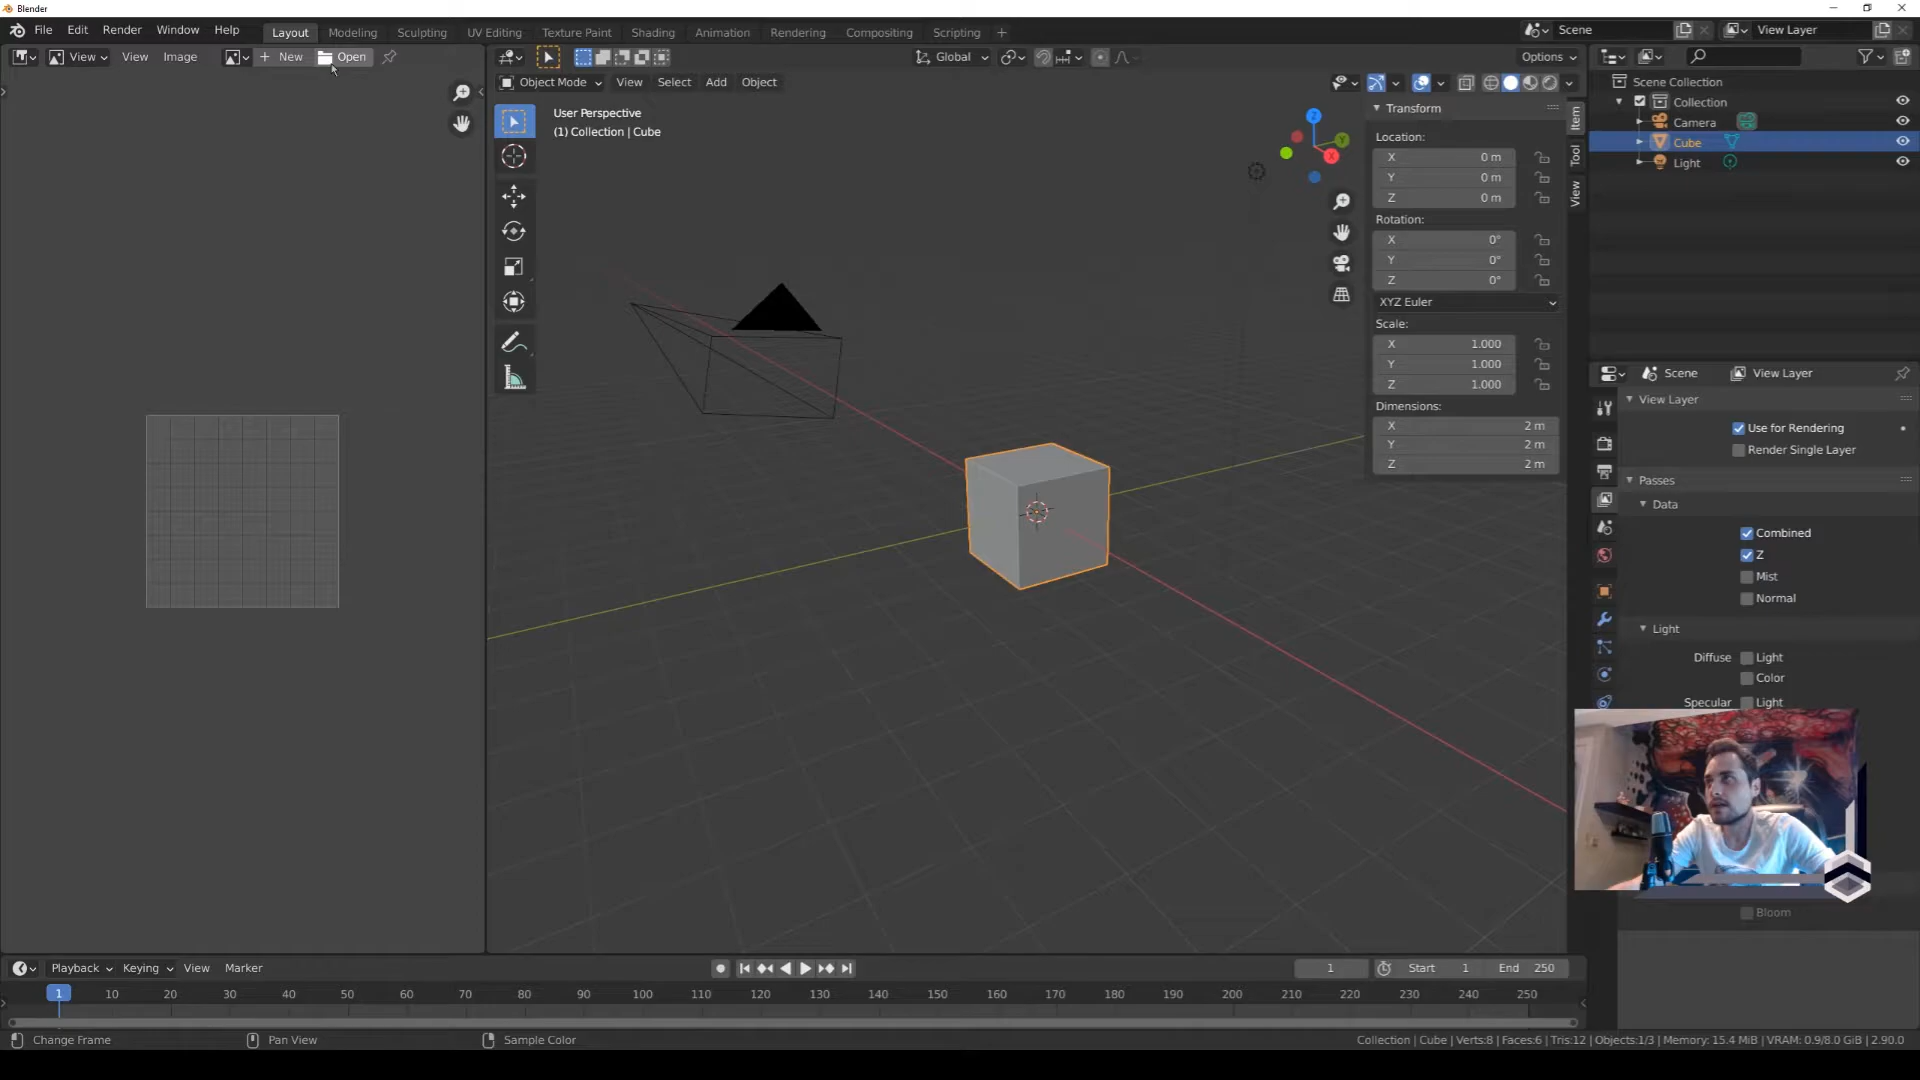 Blender
File Edit Render Window Help Layout Modeling Sculpting UV Editing Texture Paint Shading Animation Rendering Compositing Scripting + Scene View Layer
View View Image New Open Global Options
Object Mode View Select Add Object
User Perspective
(1) Collection | Cube
Z
Y
X
Transform
Location:
X 0 m
Y 0 m
Z 0 m
Rotation:
X 0°
Y 0°
Z 0°
XYZ Euler
Scale:
X 1.000
Y 1.000
Z 1.000
Dimensions:
X 2 m
Y 2 m
Z 2 m
Item
Tool
View
Scene Collection
Collection
Camera
Cube
Light
Scene View Layer
View Layer
Use for Rendering
Render Single Layer
Passes
Data
Combined
Z
Mist
Normal
Light
Diffuse Light
Color
Specular Light
Bloom
Playback Keying View Marker 1 Start 1 End 250
1 10 20 30 40 50 60 70 80 90 100 110 120 130 140 150 160 170 180 190 200 210 220 230 240 250
Change Frame Pan View Sample Color Collection | Cube | Verts:8 | Faces:6 | Tris:12 | Objects:1/3 | Memory: 15.4 MiB | VRAM: 0.9/8.0 GiB | 2.90.0